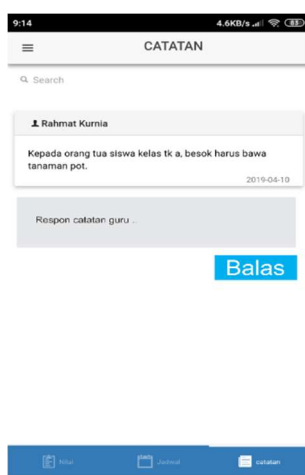 9:14 4.6KB/s 83
CATATAN
Search
Rahmat Kurnia
Kepada orang tua siswa kelas tk a, besok harus bawa
tanaman pot.
2019-04-10
Respon catatan guru ..
Balas
Nilai Jadwal catatan